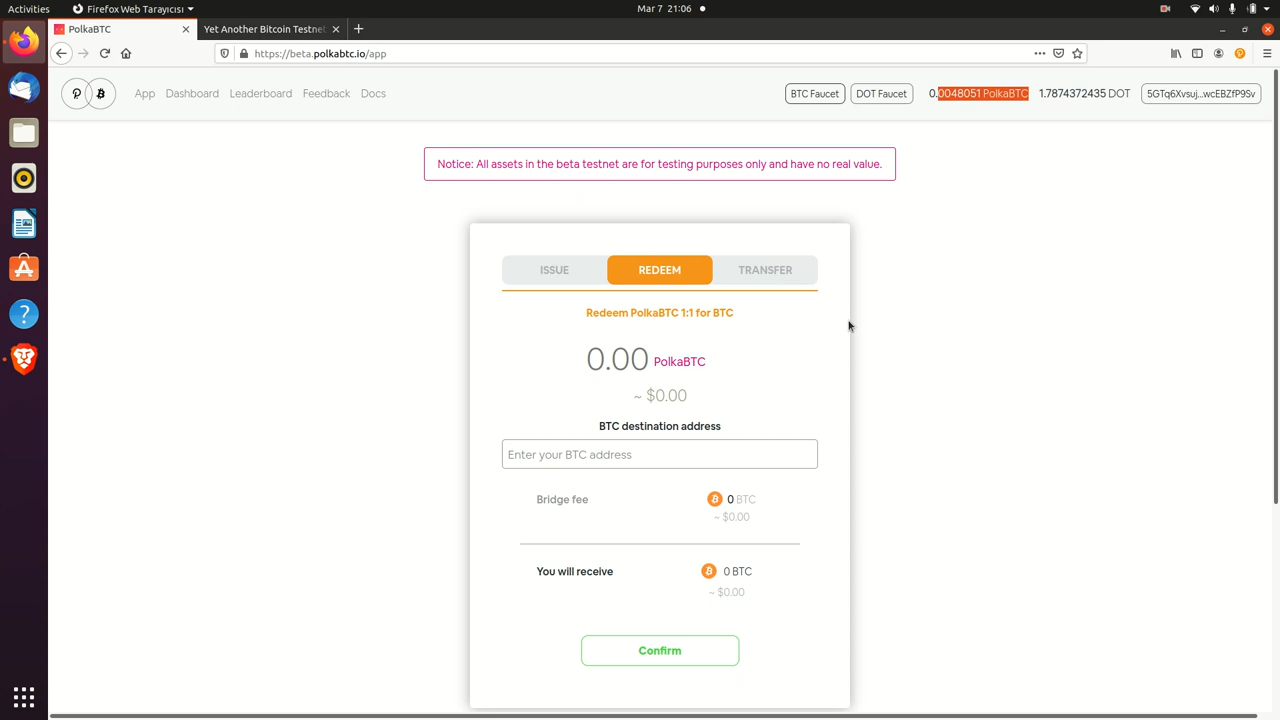 Activities
Firefox Web Tarayıcısı
Mar 7 21:06
PolkaBTC
Yet Another Bitcoin Testnet
https://beta.polkabtc.io/app
App
Dashboard
Leaderboard
Feedback
Docs
BTC Faucet
DOT Faucet
0.0048051 PolkaBTC
1.7874372435 DOT
5GTq6Xvsuj...wcEBZfP9Sv
Notice: All assets in the beta testnet are for testing purposes only and have no real value.
ISSUE
REDEEM
TRANSFER
Redeem PolkaBTC 1:1 for BTC
0.00 PolkaBTC
~ $0.00
BTC destination address
Enter your BTC address
Bridge fee
0 BTC
~ $0.00
You will receive
0 BTC
~ $0.00
Confirm